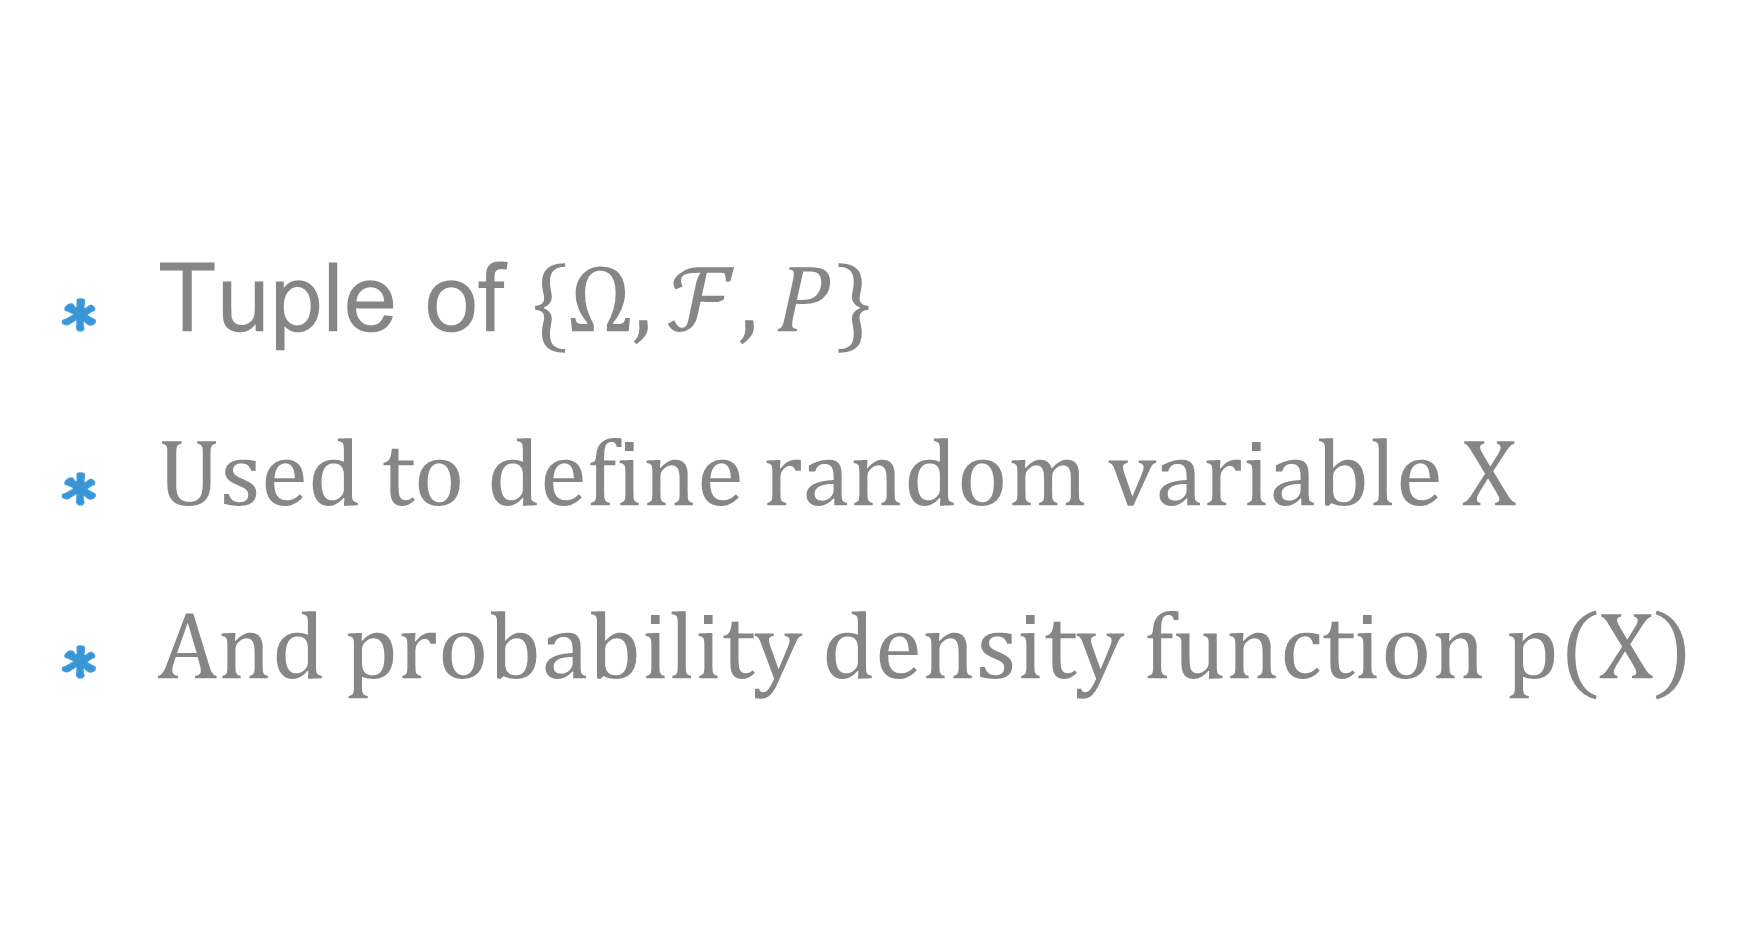 * Tuple of {Ω, ℱ, P}
* Used to define random variable X
* And probability density function p(X)